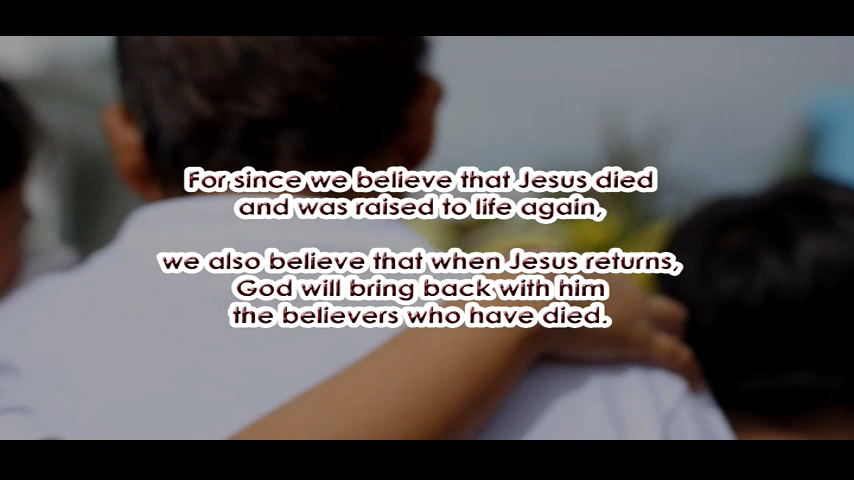 For since we believe that Jesus died
and was raised to life again,
we also believe that when Jesus returns,
God will bring back with him
the believers who have died.